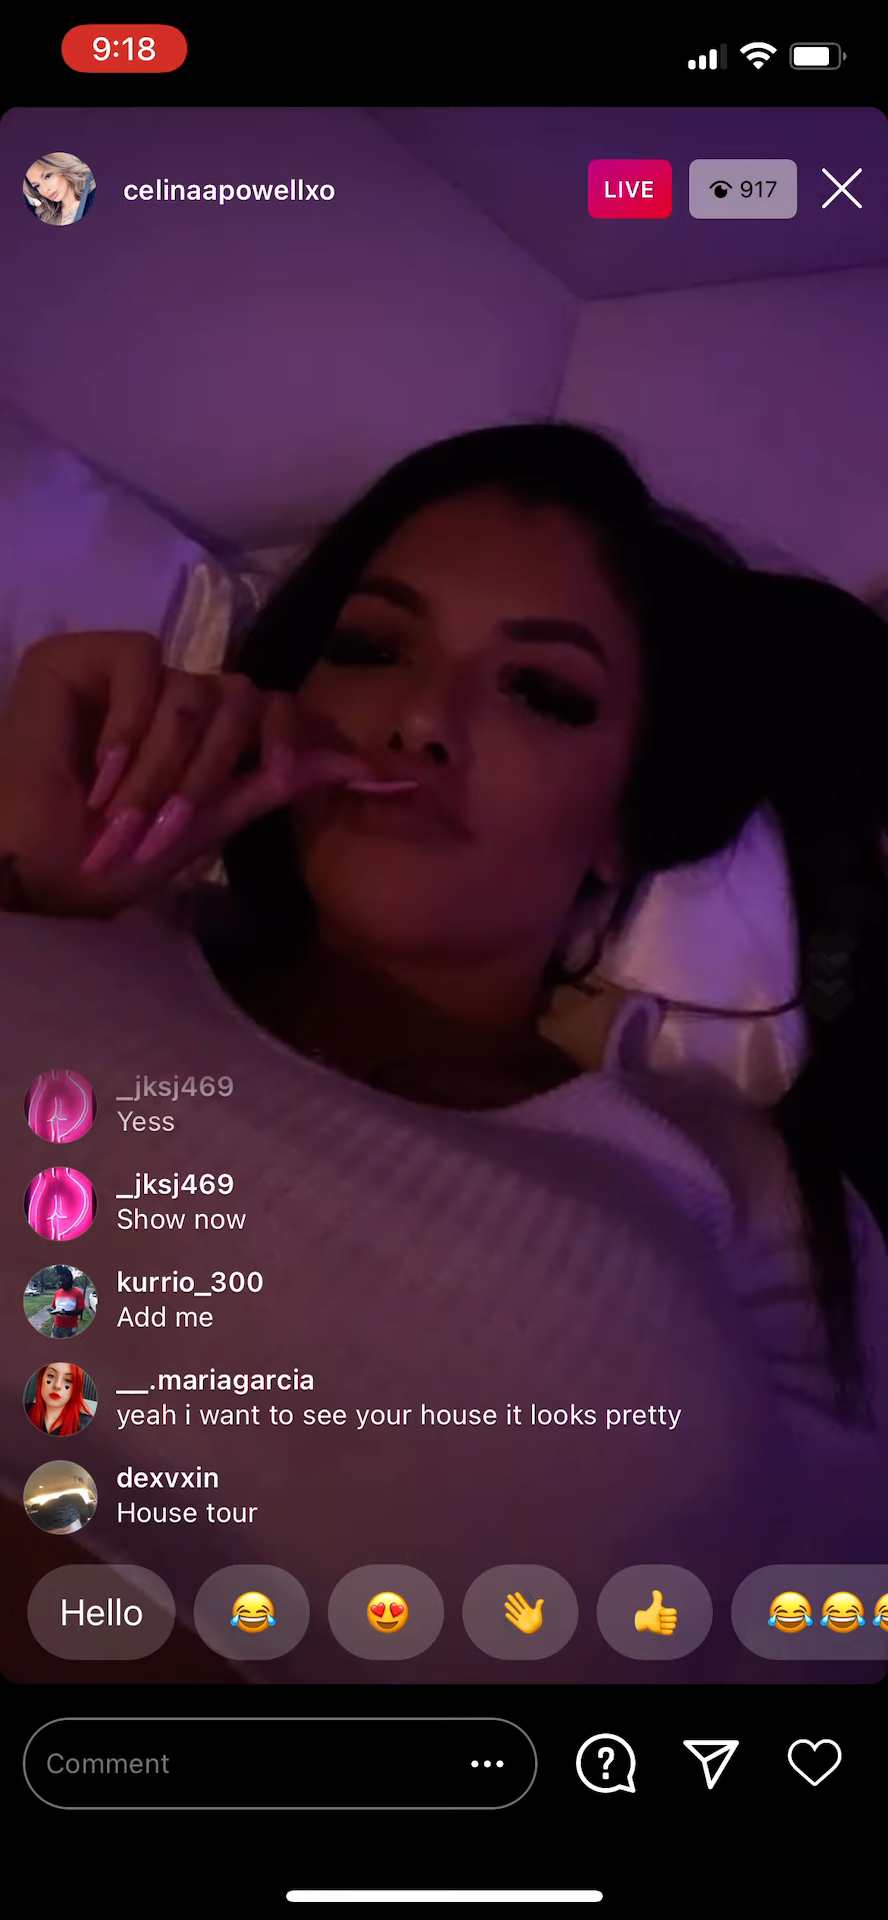 9:18
celinaapowellxo
LIVE
917
_jksj469
Yess
_jksj469
Show now
kurrio_300
Add me
__.mariagarcia
yeah i want to see your house it looks pretty
dexvxin
House tour
Hello
Comment